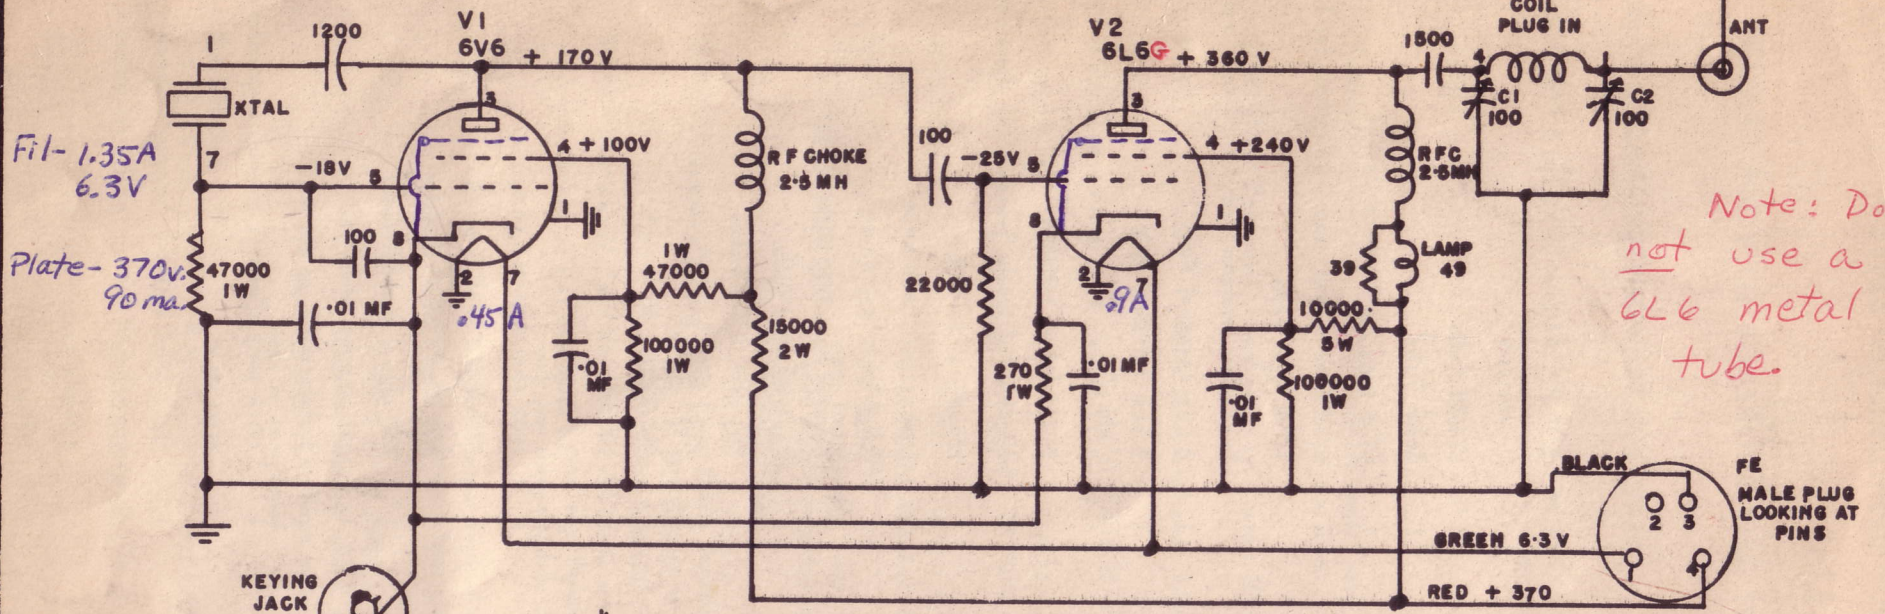 COIL
PLUG IN
ANT
V1
6V6
+ 170V
1200
1
XTAL
7
Fil- 1.35A
6.3V
Plate- 370v.
90 ma.
-18V
5
3
4 +100V
1
8
100
2
7
.45A
47000
1W
.01 MF
R F CHOKE
2.5 MH
1W
47000
100000
1W
.01
MF
15000
2W
V2
6L6G
+ 360 V
100
-25V
5
3
4 +240V
1
8
2
7
.9A
22000
270
1W
.01MF
1500
4
C1
100
C2
100
RFC
2.5MH
LAMP
49
39
10000
5W
100000
1W
.01
MF
Note: Do
not use a
6L6 metal
tube.
BLACK
FE
MALE PLUG
LOOKING AT
PINS
2 3
1 4
GREEN 6.3 V
RED + 370
KEYING
JACK